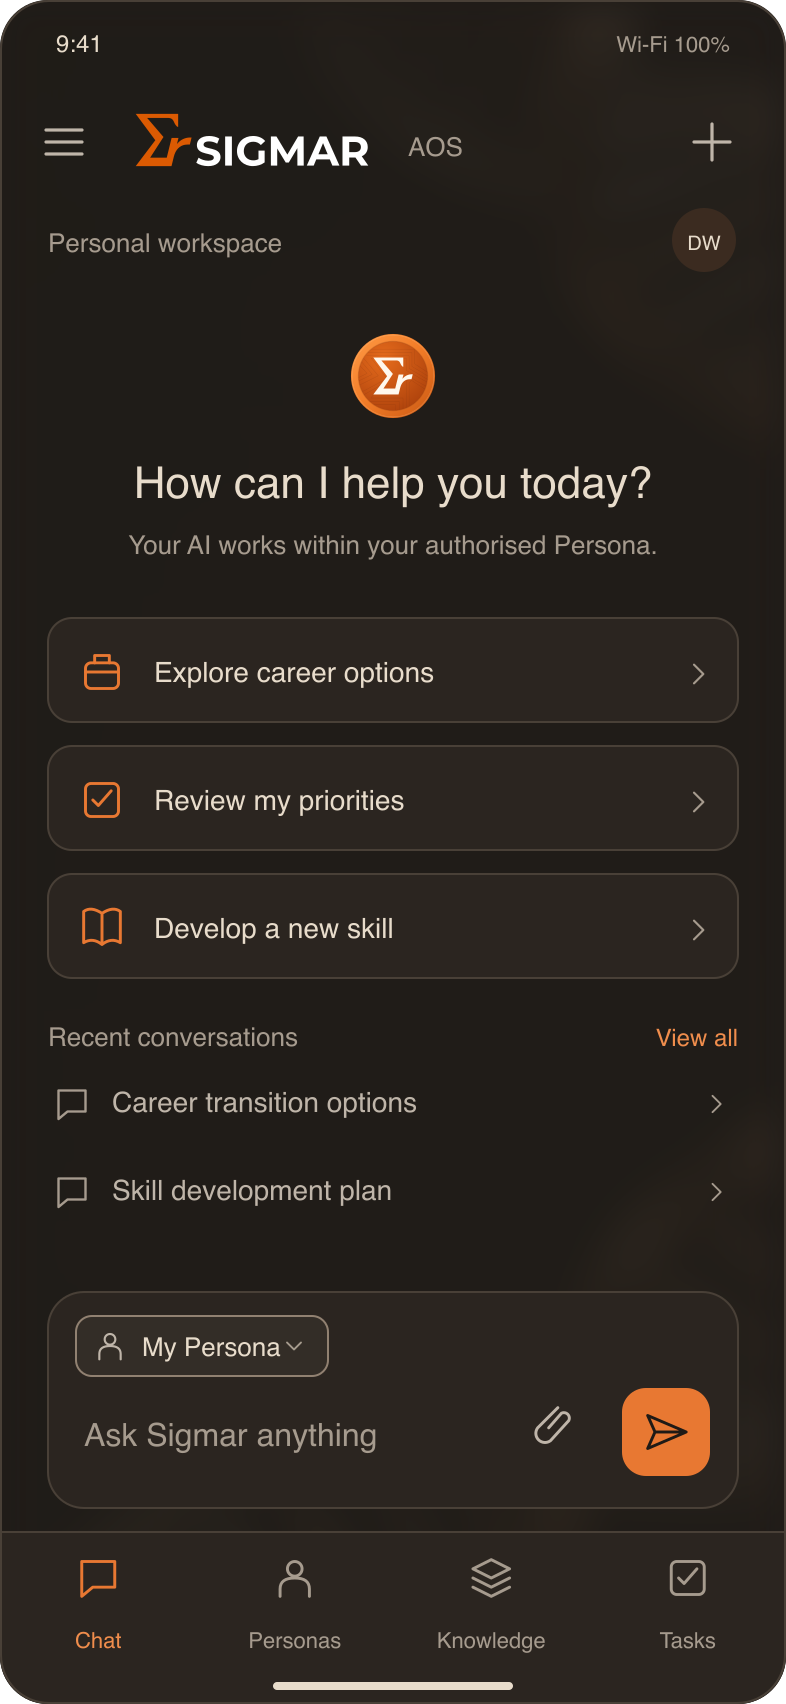 9:41 Wi-Fi 100%
Σr SIGMAR AOS
Personal workspace DW
Σr
How can I help you today?
Your AI works within your authorised Persona.
Explore career options
Review my priorities
Develop a new skill
Recent conversations View all
Career transition options
Skill development plan
My Persona
Ask Sigmar anything
Chat Personas Knowledge Tasks